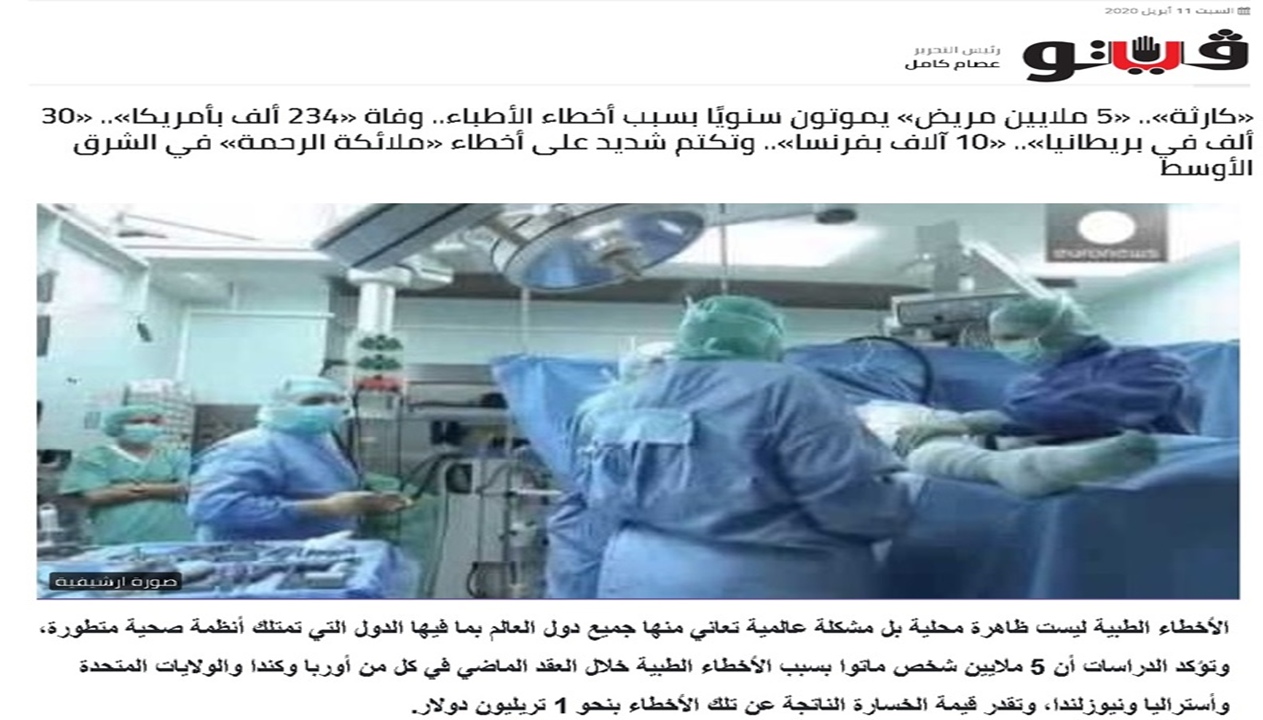 السبت 11 أبريل 2020
ڤيتو
رئيس التحرير
عصام كامل
«كارثة».. «5 ملايين مريض» يموتون سنويًا بسبب أخطاء الأطباء.. وفاة «234 ألف بأمريكا».. «30
ألف في بريطانيا».. «10 آلاف بفرنسا».. وتكتم شديد على أخطاء «ملائكة الرحمة» في الشرق
الأوسط
euronews
صورة ارشيفية
الأخطاء الطبية ليست ظاهرة محلية بل مشكلة عالمية تعاني منها جميع دول العالم بما فيها الدول التي تمتلك أنظمة صحية متطورة،
وتؤكد الدراسات أن 5 ملايين شخص ماتوا بسبب الأخطاء الطبية خلال العقد الماضي في كل من أوربا وكندا والولايات المتحدة
وأستراليا ونيوزلندا، وتقدر قيمة الخسارة الناتجة عن تلك الأخطاء بنحو 1 تريليون دولار.